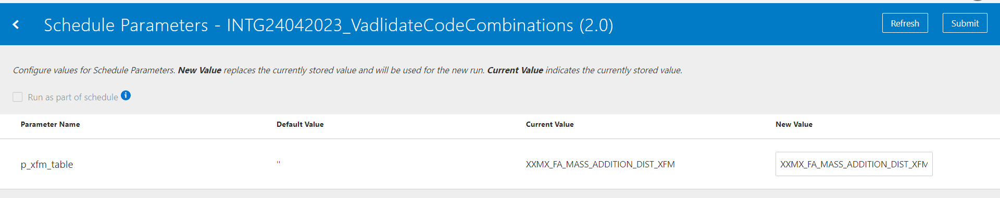 Schedule Parameters - INTG24042023_VadlidateCodeCombinations (2.0)
Refresh
Submit
Configure values for Schedule Parameters. New Value replaces the currently stored value and will be used for the new run. Current Value indicates the currently stored value.
Run as part of schedule
Parameter Name Default Value Current Value New Value
p_xfm_table '' XXMX_FA_MASS_ADDITION_DIST_XFM XXMX_FA_MASS_ADDITION_DIST_XFM